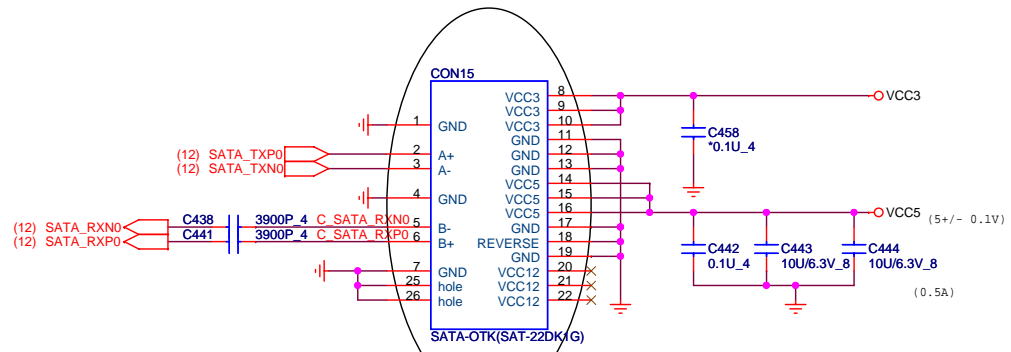 CON15
8 VCC3 VCC3
9 VCC3
10 VCC3
1 GND 11 GND
C458
*0.1U_4
(12) SATA_TXP0 2 A+ 12 GND
(12) SATA_TXN0 3 A- 13 GND
14 VCC5
4 GND 15 VCC5
16 VCC5 VCC5 (5+/- 0.1V)
(12) SATA_RXN0 C438 3900P_4 C_SATA_RXN0 5 B- 17 GND
(12) SATA_RXP0 C441 3900P_4 C_SATA_RXP0 6 B+ 18 REVERSE
19 GND
C442 C443 C444
0.1U_4 10U/6.3V_8 10U/6.3V_8
7 GND 20 VCC12
25 hole 21 VCC12
26 hole 22 VCC12
(0.5A)
SATA-OTK(SAT-22DK1G)